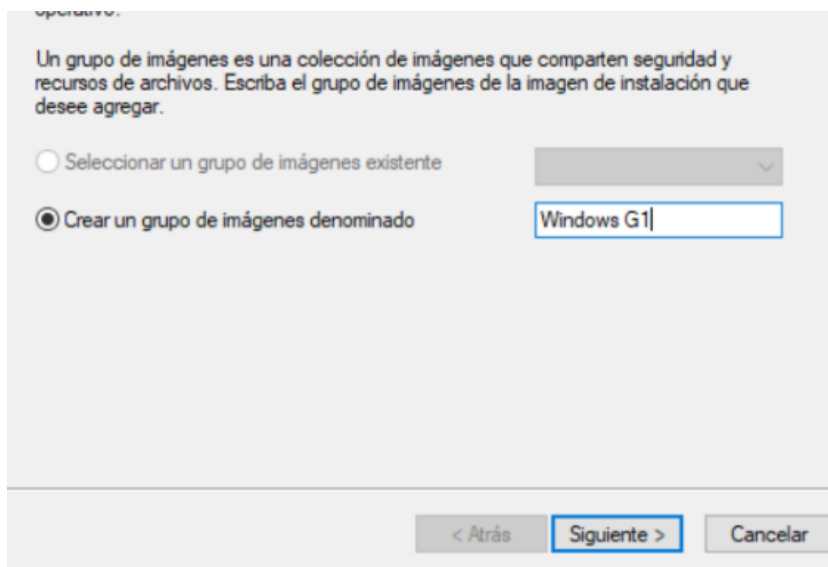 operativo.
Un grupo de imágenes es una colección de imágenes que comparten seguridad y
recursos de archivos. Escriba el grupo de imágenes de la imagen de instalación que
desee agregar.
Seleccionar un grupo de imágenes existente
Crear un grupo de imágenes denominado
Windows G1
< Atrás
Siguiente >
Cancelar